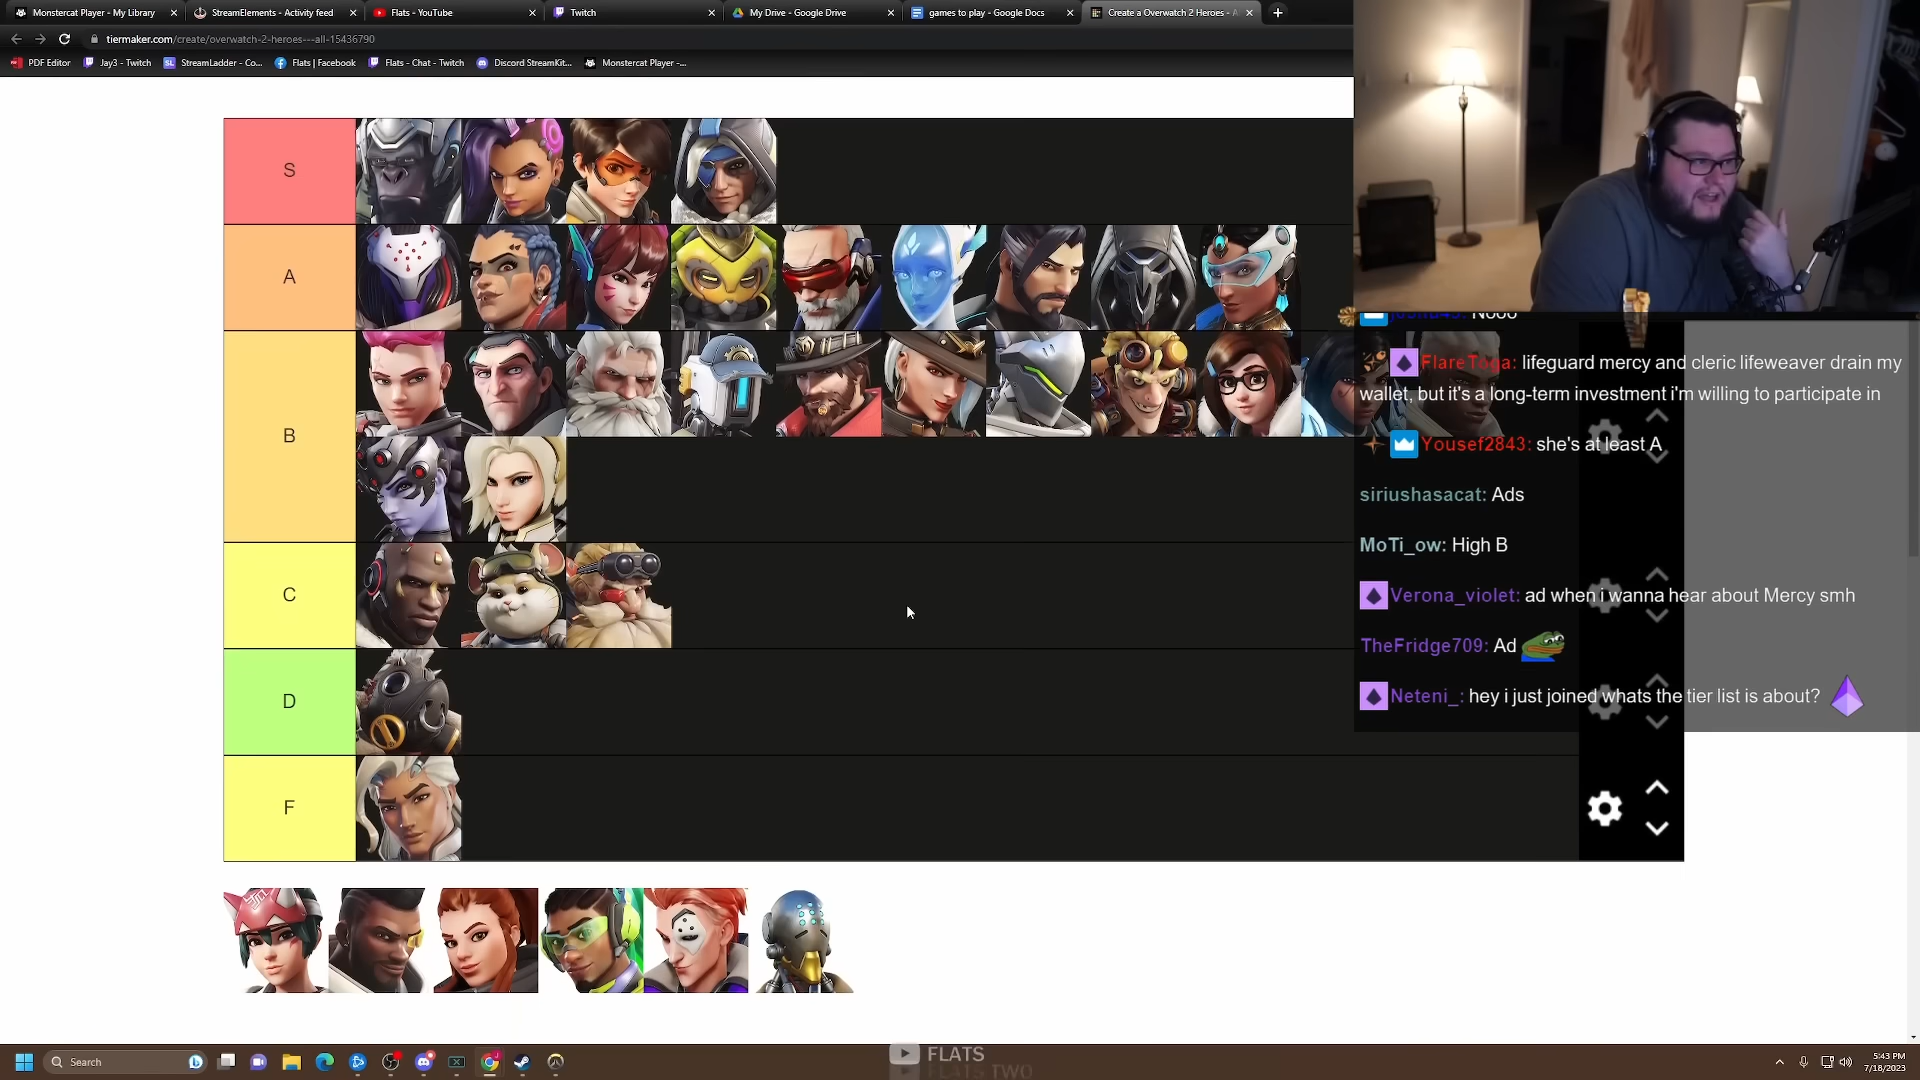 Monstercat Player - My Library
StreamElements - Activity feed
Flats - YouTube
Twitch
My Drive - Google Drive
games to play - Google Docs
Create a Overwatch 2 Heroes -
tiermaker.com/create/overwatch-2-heroes---all-15436790
PDF Editor
Jay3 - Twitch
StreamLadder - Co...
Flats | Facebook
Flats - Chat - Twitch
Discord StreamKit...
Monstercat Player -...
S
A
B
C
D
F
Nooo
FlareToga: lifeguard mercy and cleric lifeweaver drain my
wallet, but it's a long-term investment i'm willing to participate in
Yousef2843: she's at least A
siriushasacat: Ads
MoTi_ow: High B
Verona_violet: ad when i wanna hear about Mercy smh
TheFridge709: Ad
Neteni_: hey i just joined whats the tier list is about?
FLATS
FLATS TWO
Search
5:43 PM
7/18/2023